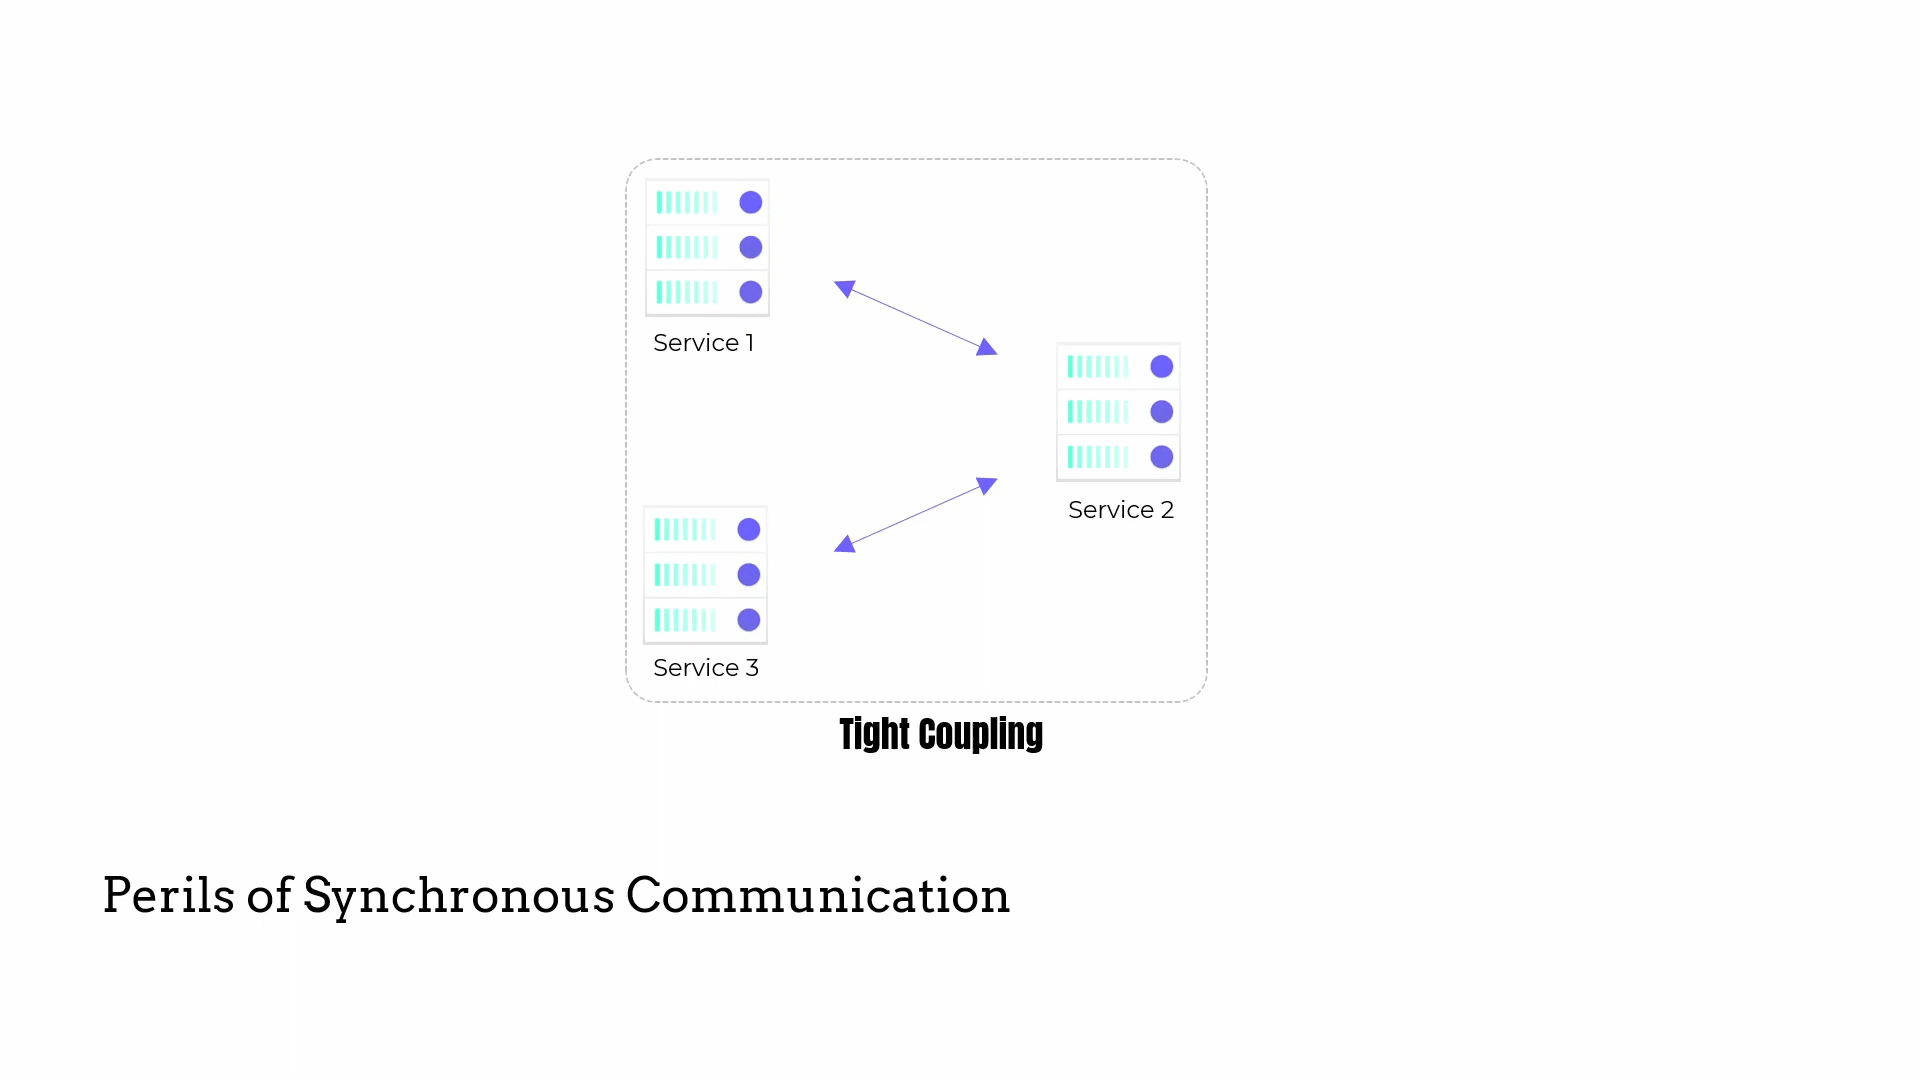 Service 1
Service 2
Service 3
Tight Coupling
Perils of Synchronous Communication